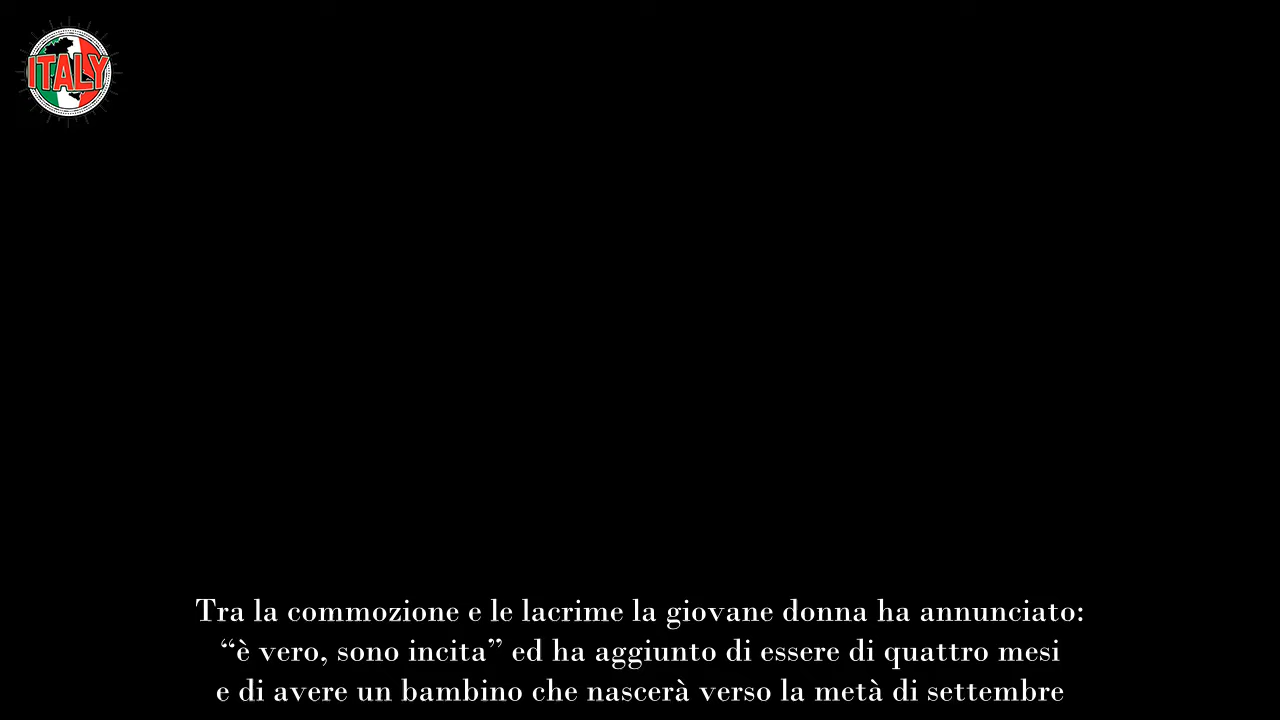 ITALY
Tra la commozione e le lacrime la giovane donna ha annunciato:
“è vero, sono incita” ed ha aggiunto di essere di quattro mesi
e di avere un bambino che nascerà verso la metà di settembre